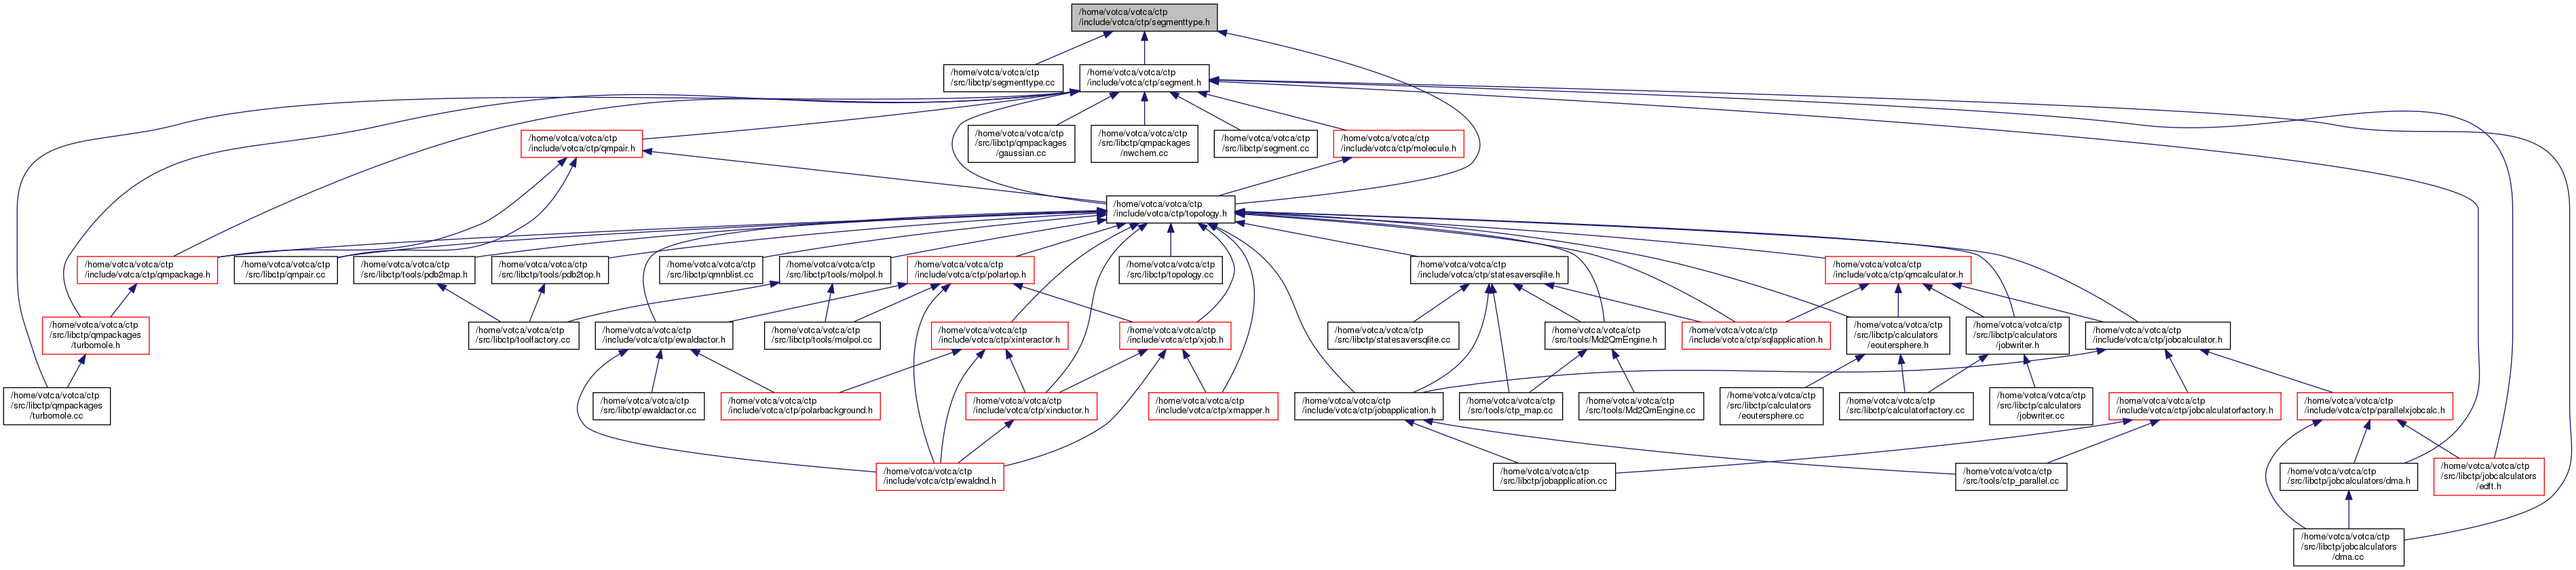 /home/votca/votca/ctp
/include/votca/ctp/segmenttype.h
/home/votca/votca/ctp
/src/libctp/segmenttype.cc
/home/votca/votca/ctp
/include/votca/ctp/segment.h
/home/votca/votca/ctp
/include/votca/ctp/qmpair.h
/home/votca/votca/ctp
/src/libctp/qmpackages
/gaussian.cc
/home/votca/votca/ctp
/src/libctp/qmpackages
/nwchem.cc
/home/votca/votca/ctp
/src/libctp/segment.cc
/home/votca/votca/ctp
/include/votca/ctp/molecule.h
/home/votca/votca/ctp
/include/votca/ctp/topology.h
/home/votca/votca/ctp
/include/votca/ctp/qmpackage.h
/home/votca/votca/ctp
/src/libctp/qmpair.cc
/home/votca/votca/ctp
/src/libctp/tools/pdb2map.h
/home/votca/votca/ctp
/src/libctp/tools/pdb2top.h
/home/votca/votca/ctp
/src/libctp/qmnblist.cc
/home/votca/votca/ctp
/src/libctp/tools/molpol.h
/home/votca/votca/ctp
/include/votca/ctp/polartop.h
/home/votca/votca/ctp
/src/libctp/topology.cc
/home/votca/votca/ctp
/include/votca/ctp/statesaversqlite.h
/home/votca/votca/ctp
/include/votca/ctp/qmcalculator.h
/home/votca/votca/ctp
/src/libctp/qmpackages
/turbomole.h
/home/votca/votca/ctp
/src/libctp/toolfactory.cc
/home/votca/votca/ctp
/include/votca/ctp/ewaldactor.h
/home/votca/votca/ctp
/src/libctp/tools/molpol.cc
/home/votca/votca/ctp
/include/votca/ctp/xinteractor.h
/home/votca/votca/ctp
/include/votca/ctp/xjob.h
/home/votca/votca/ctp
/src/libctp/statesaversqlite.cc
/home/votca/votca/ctp
/src/tools/Md2QmEngine.h
/home/votca/votca/ctp
/include/votca/ctp/sqlapplication.h
/home/votca/votca/ctp
/src/libctp/calculators
/eoutersphere.h
/home/votca/votca/ctp
/src/libctp/calculators
/jobwriter.h
/home/votca/votca/ctp
/include/votca/ctp/jobcalculator.h
/home/votca/votca/ctp
/src/libctp/qmpackages
/turbomole.cc
/home/votca/votca/ctp
/src/libctp/ewaldactor.cc
/home/votca/votca/ctp
/include/votca/ctp/polarbackground.h
/home/votca/votca/ctp
/include/votca/ctp/xinductor.h
/home/votca/votca/ctp
/include/votca/ctp/xmapper.h
/home/votca/votca/ctp
/include/votca/ctp/jobapplication.h
/home/votca/votca/ctp
/src/tools/ctp_map.cc
/home/votca/votca/ctp
/src/tools/Md2QmEngine.cc
/home/votca/votca/ctp
/src/libctp/calculators
/eoutersphere.cc
/home/votca/votca/ctp
/src/libctp/calculatorfactory.cc
/home/votca/votca/ctp
/src/libctp/calculators
/jobwriter.cc
/home/votca/votca/ctp
/include/votca/ctp/jobcalculatorfactory.h
/home/votca/votca/ctp
/include/votca/ctp/parallelxjobcalc.h
/home/votca/votca/ctp
/include/votca/ctp/ewaldnd.h
/home/votca/votca/ctp
/src/libctp/jobapplication.cc
/home/votca/votca/ctp
/src/tools/ctp_parallel.cc
/home/votca/votca/ctp
/src/libctp/jobcalculators/dma.h
/home/votca/votca/ctp
/src/libctp/jobcalculators
/edft.h
/home/votca/votca/ctp
/src/libctp/jobcalculators
/dma.cc